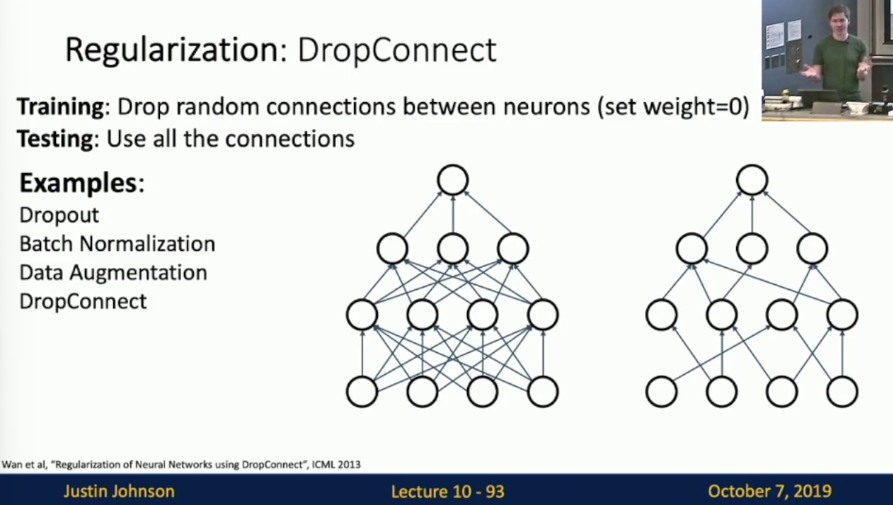 Regularization: DropConnect
Training: Drop random connections between neurons (set weight=0)
Testing: Use all the connections
Examples:
Dropout
Batch Normalization
Data Augmentation
DropConnect
Wan et al, "Regularization of Neural Networks using DropConnect", ICML 2013
Justin Johnson
Lecture 10 - 93
October 7, 2019